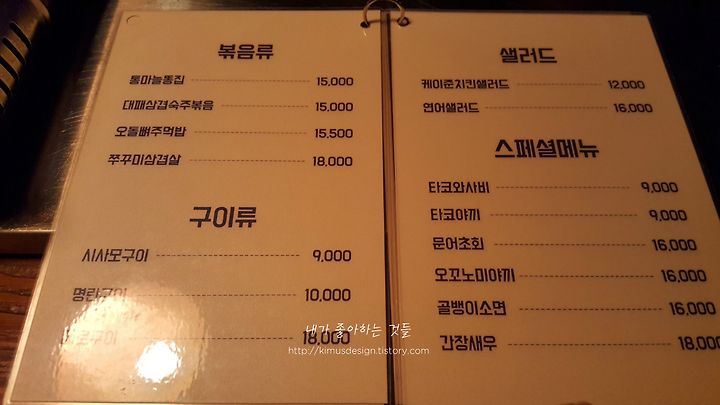 볶음류
통마늘똥집 15,000
대패삼겹숙주볶음 15,000
오돌뼈주먹밥 15,500
쭈꾸미삼겹살 18,000
구이류
시사모구이 9,000
명란구이 10,000
18,000
샐러드
케이준치킨샐러드 12,000
연어샐러드 16,000
스페셜메뉴
타코와사비 9,000
타코야끼 9,000
문어초회 16,000
오꼬노미야끼 16,000
골뱅이소면 16,000
간장새우 18,000
내가 좋아하는 것들
http://kimusdesign.tistory.com